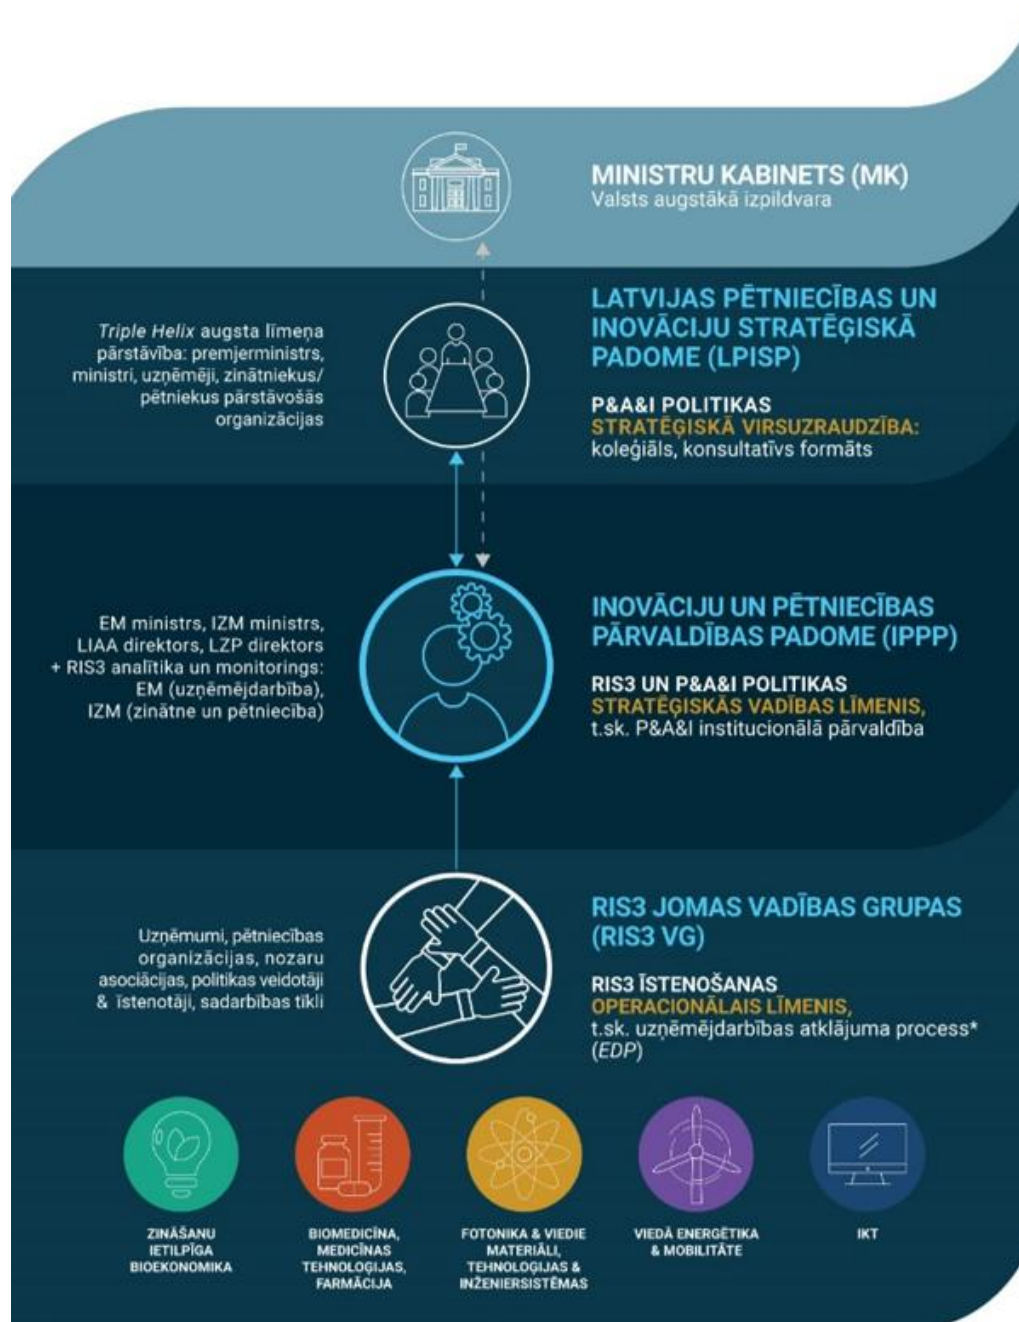 MINISTRU KABINETS (MK)
Valsts augstākā izpildvara
Triple Helix augsta līmeņa
pārstāvība: premjerministrs,
ministri, uzņēmēji, zinātniekus/
pētniekus pārstāvošās
organizācijas
LATVIJAS PĒTNIECĪBAS UN
INOVĀCIJU STRATĒĢISKĀ
PADOME (LPISP)
P&A&I POLITIKAS
STRATĒĢISKĀ VIRSUZRAUDZĪBA:
koleģiāls, konsultatīvs formāts
EM ministrs, IZM ministrs,
LIAA direktors, LZP direktors
+ RIS3 analītika un monitorings:
EM (uzņēmējdarbība),
IZM (zinātne un pētniecība)
INOVĀCIJU UN PĒTNIECĪBAS
PĀRVALDĪBAS PADOME (IPPP)
RIS3 UN P&A&I POLITIKAS
STRATĒĢISKĀS VADĪBAS LĪMENIS,
t.sk. P&A&I institucionālā pārvaldība
Uzņēmumi, pētniecības
organizācijas, nozaru
asociācijas, politikas veidotāji
& īstenotāji, sadarbības tīkli
RIS3 JOMAS VADĪBAS GRUPAS
(RIS3 VG)
RIS3 ĪSTENOŠANAS
OPERACIONĀLAIS LĪMENIS,
t.sk. uzņēmējdarbības atklājuma process*
(EDP)
ZINĀŠANU
IETILPĪGA
BIOEKONOMIKA
BIOMEDICĪNA,
MEDICĪNAS
TEHNOLOĢIJAS,
FARMĀCIJA
FOTONIKA & VIEDIE
MATERIĀLI,
TEHNOLOĢIJAS &
INŽENIERSISTĒMAS
VIEDĀ ENERGĒTIKA
& MOBILITĀTE
IKT